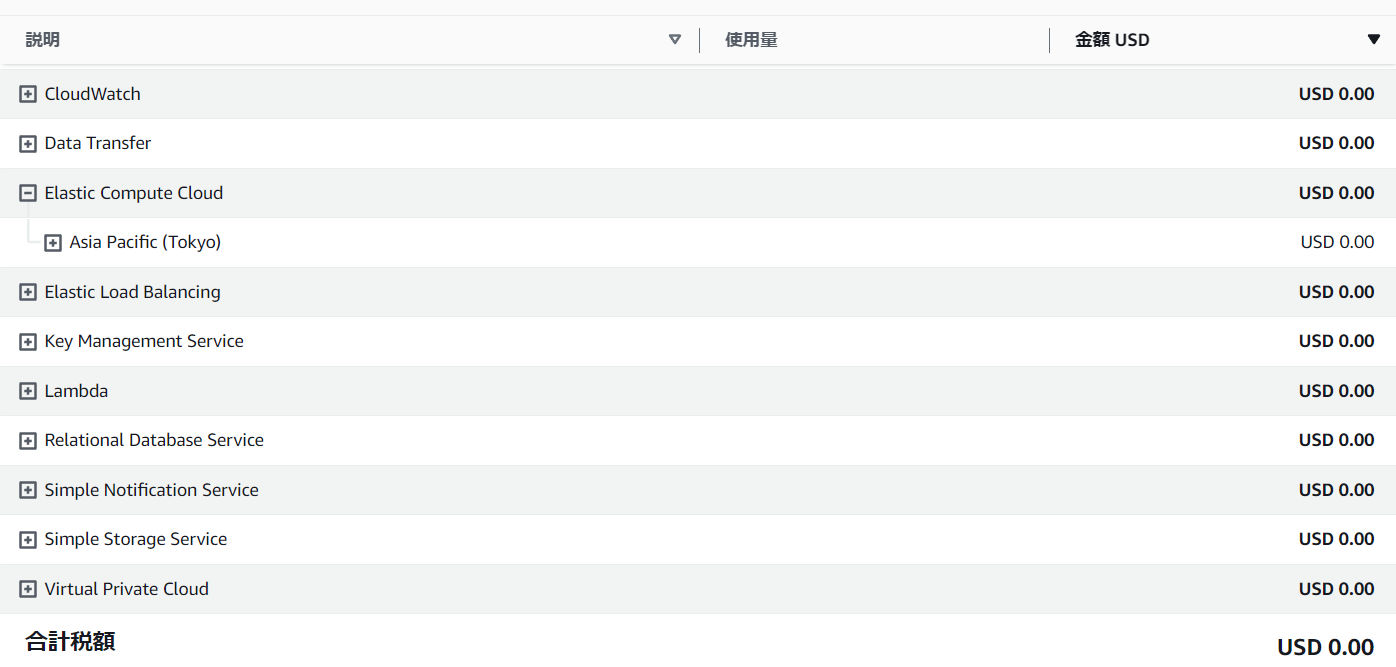 説明 使用量 金額 USD
CloudWatch USD 0.00
Data Transfer USD 0.00
Elastic Compute Cloud USD 0.00
Asia Pacific (Tokyo) USD 0.00
Elastic Load Balancing USD 0.00
Key Management Service USD 0.00
Lambda USD 0.00
Relational Database Service USD 0.00
Simple Notification Service USD 0.00
Simple Storage Service USD 0.00
Virtual Private Cloud USD 0.00
合計税額 USD 0.00